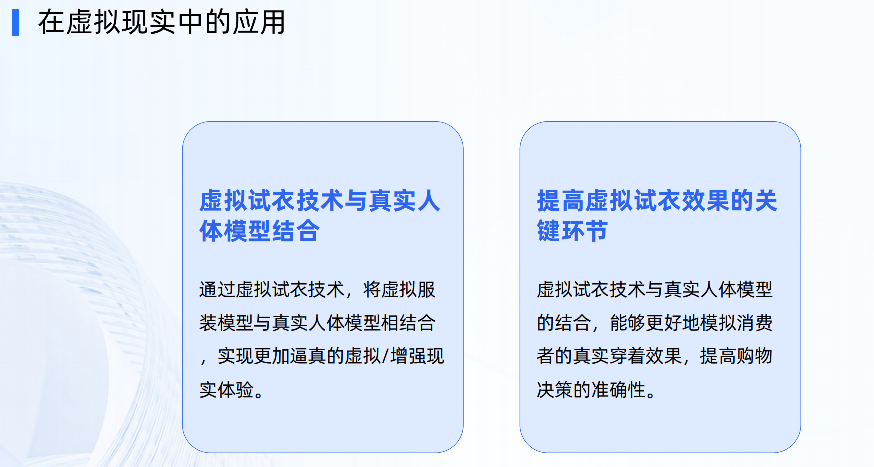 在虚拟现实中的应用
虚拟试衣技术与真实人
体模型结合
通过虚拟试衣技术，将虚拟服
装模型与真实人体模型相结合
，实现更加逼真的虚拟/增强现
实体验。
提高虚拟试衣效果的关
键环节
虚拟试衣技术与真实人体模型
的结合，能够更好地模拟消费
者的真实穿着效果，提高购物
决策的准确性。